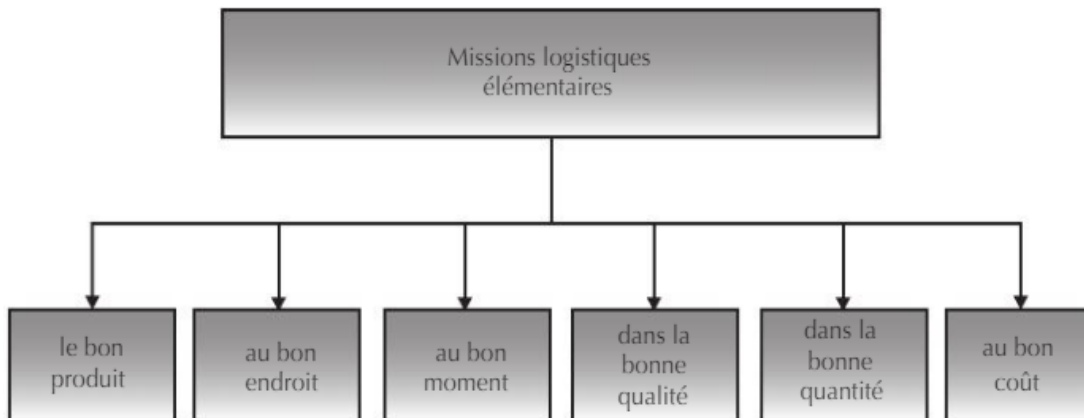 Missions logistiques
élémentaires
le bon
produit
au bon
endroit
au bon
moment
dans la
bonne
qualité
dans la
bonne
quantité
au bon
coût